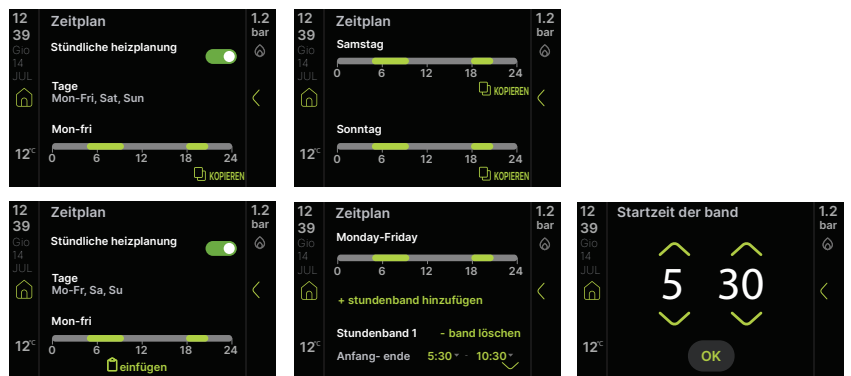 12
39
Gio
14
JUL
12°C
Zeitplan
Stündliche heizplanung
Tage
Mon-Fri, Sat, Sun
Mon-fri
0 6 12 18 24
KOPIEREN
1.2
bar
12
39
Gio
14
JUL
12°C
Zeitplan
Samstag
0 6 12 18 24
KOPIEREN
Sonntag
0 6 12 18 24
KOPIEREN
1.2
bar
12
39
Gio
14
JUL
12°C
Zeitplan
Stündliche heizplanung
Tage
Mo-Fr, Sa, Su
Mon-fri
0 6 12 18 24
einfügen
1.2
bar
12
39
Gio
14
JUL
12°C
Zeitplan
Monday-Friday
0 6 12 18 24
+ stundenband hinzufügen
Stundenband 1 - band löschen
Anfang- ende 5:30 - 10:30
1.2
bar
12
39
Gio
14
JUL
12°C
Startzeit der band
5 30
OK
1.2
bar